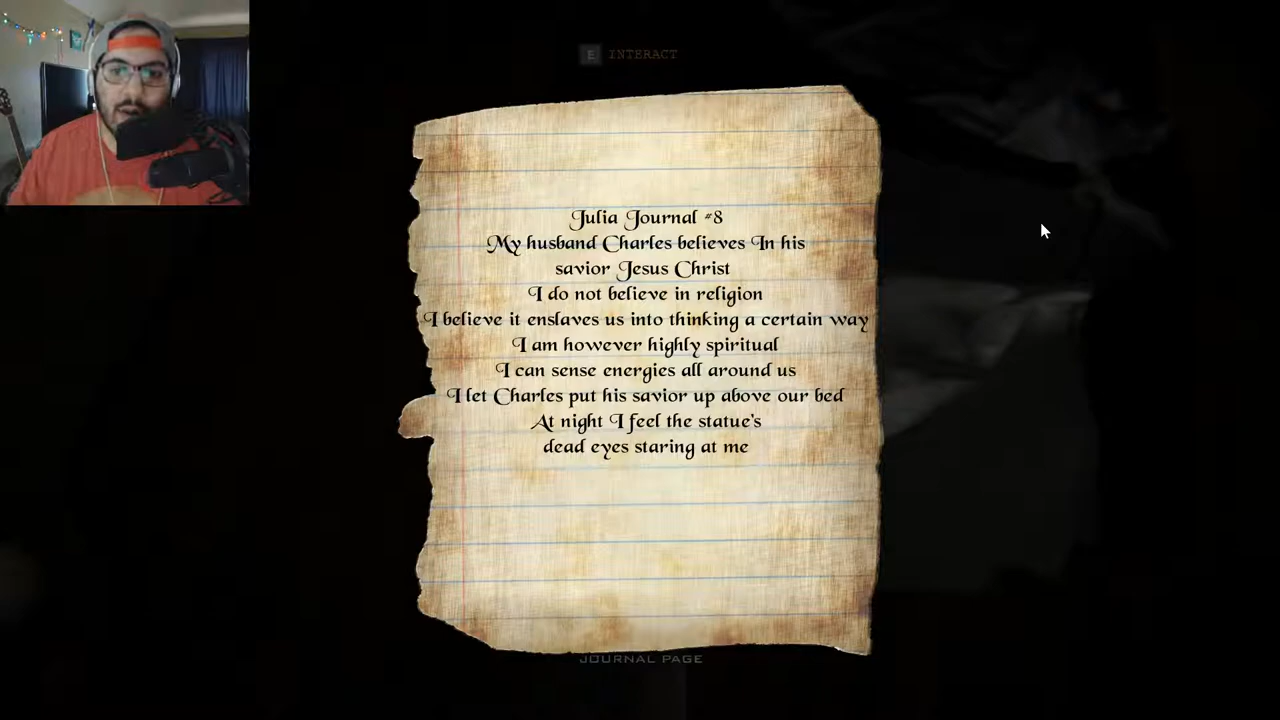 E INTERACT
Julia Journal #8
My husband Charles believes In his
savior Jesus Christ
I do not believe in religion
I believe it enslaves us into thinking a certain way
I am however highly spiritual
I can sense energies all around us
I let Charles put his savior up above our bed
At night I feel the statue's
dead eyes staring at me
JOURNAL PAGE